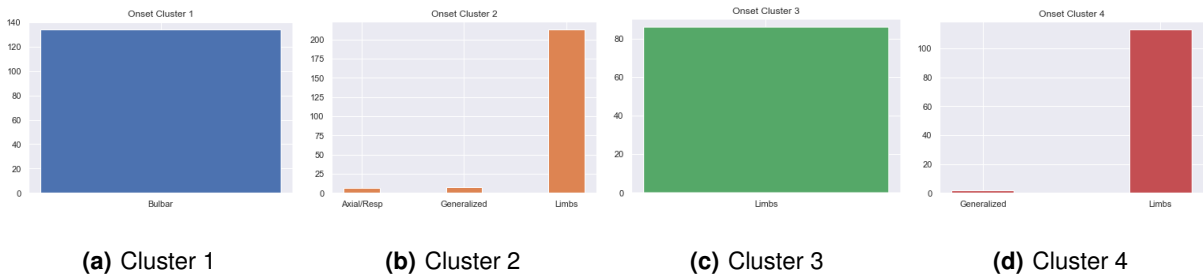 Onset Cluster 1
140
120
100
80
60
40
20
0
Bulbar
Onset Cluster 2
200
175
150
125
100
75
50
25
0
Axial/Resp Generalized Limbs
Onset Cluster 3
80
60
40
20
0
Limbs
Onset Cluster 4
100
80
60
40
20
0
Generalized Limbs
(a) Cluster 1
(b) Cluster 2
(c) Cluster 3
(d) Cluster 4